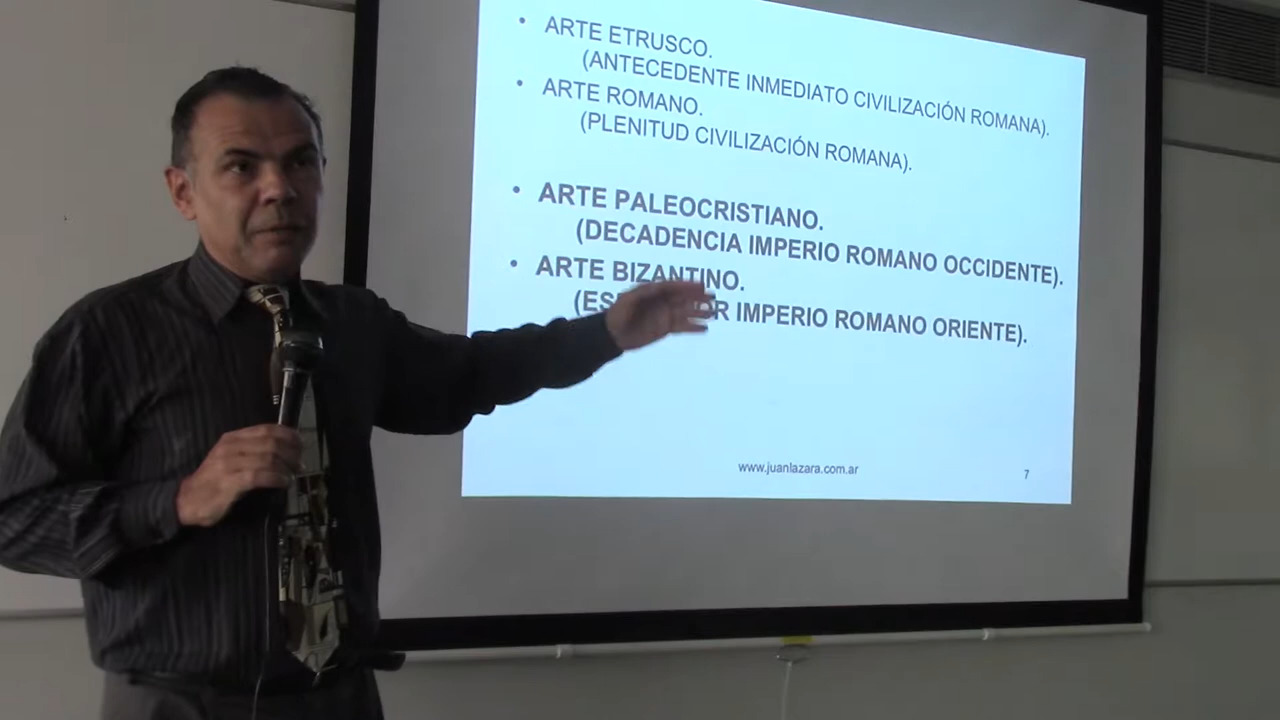 • ARTE ETRUSCO.
(ANTECEDENTE INMEDIATO CIVILIZACIÓN ROMANA).
• ARTE ROMANO.
(PLENITUD CIVILIZACIÓN ROMANA).
• ARTE PALEOCRISTIANO.
(DECADENCIA IMPERIO ROMANO OCCIDENTE).
• ARTE BIZANTINO.
IMPERIO ROMANO ORIENTE).
www.juanlazara.com.ar
7